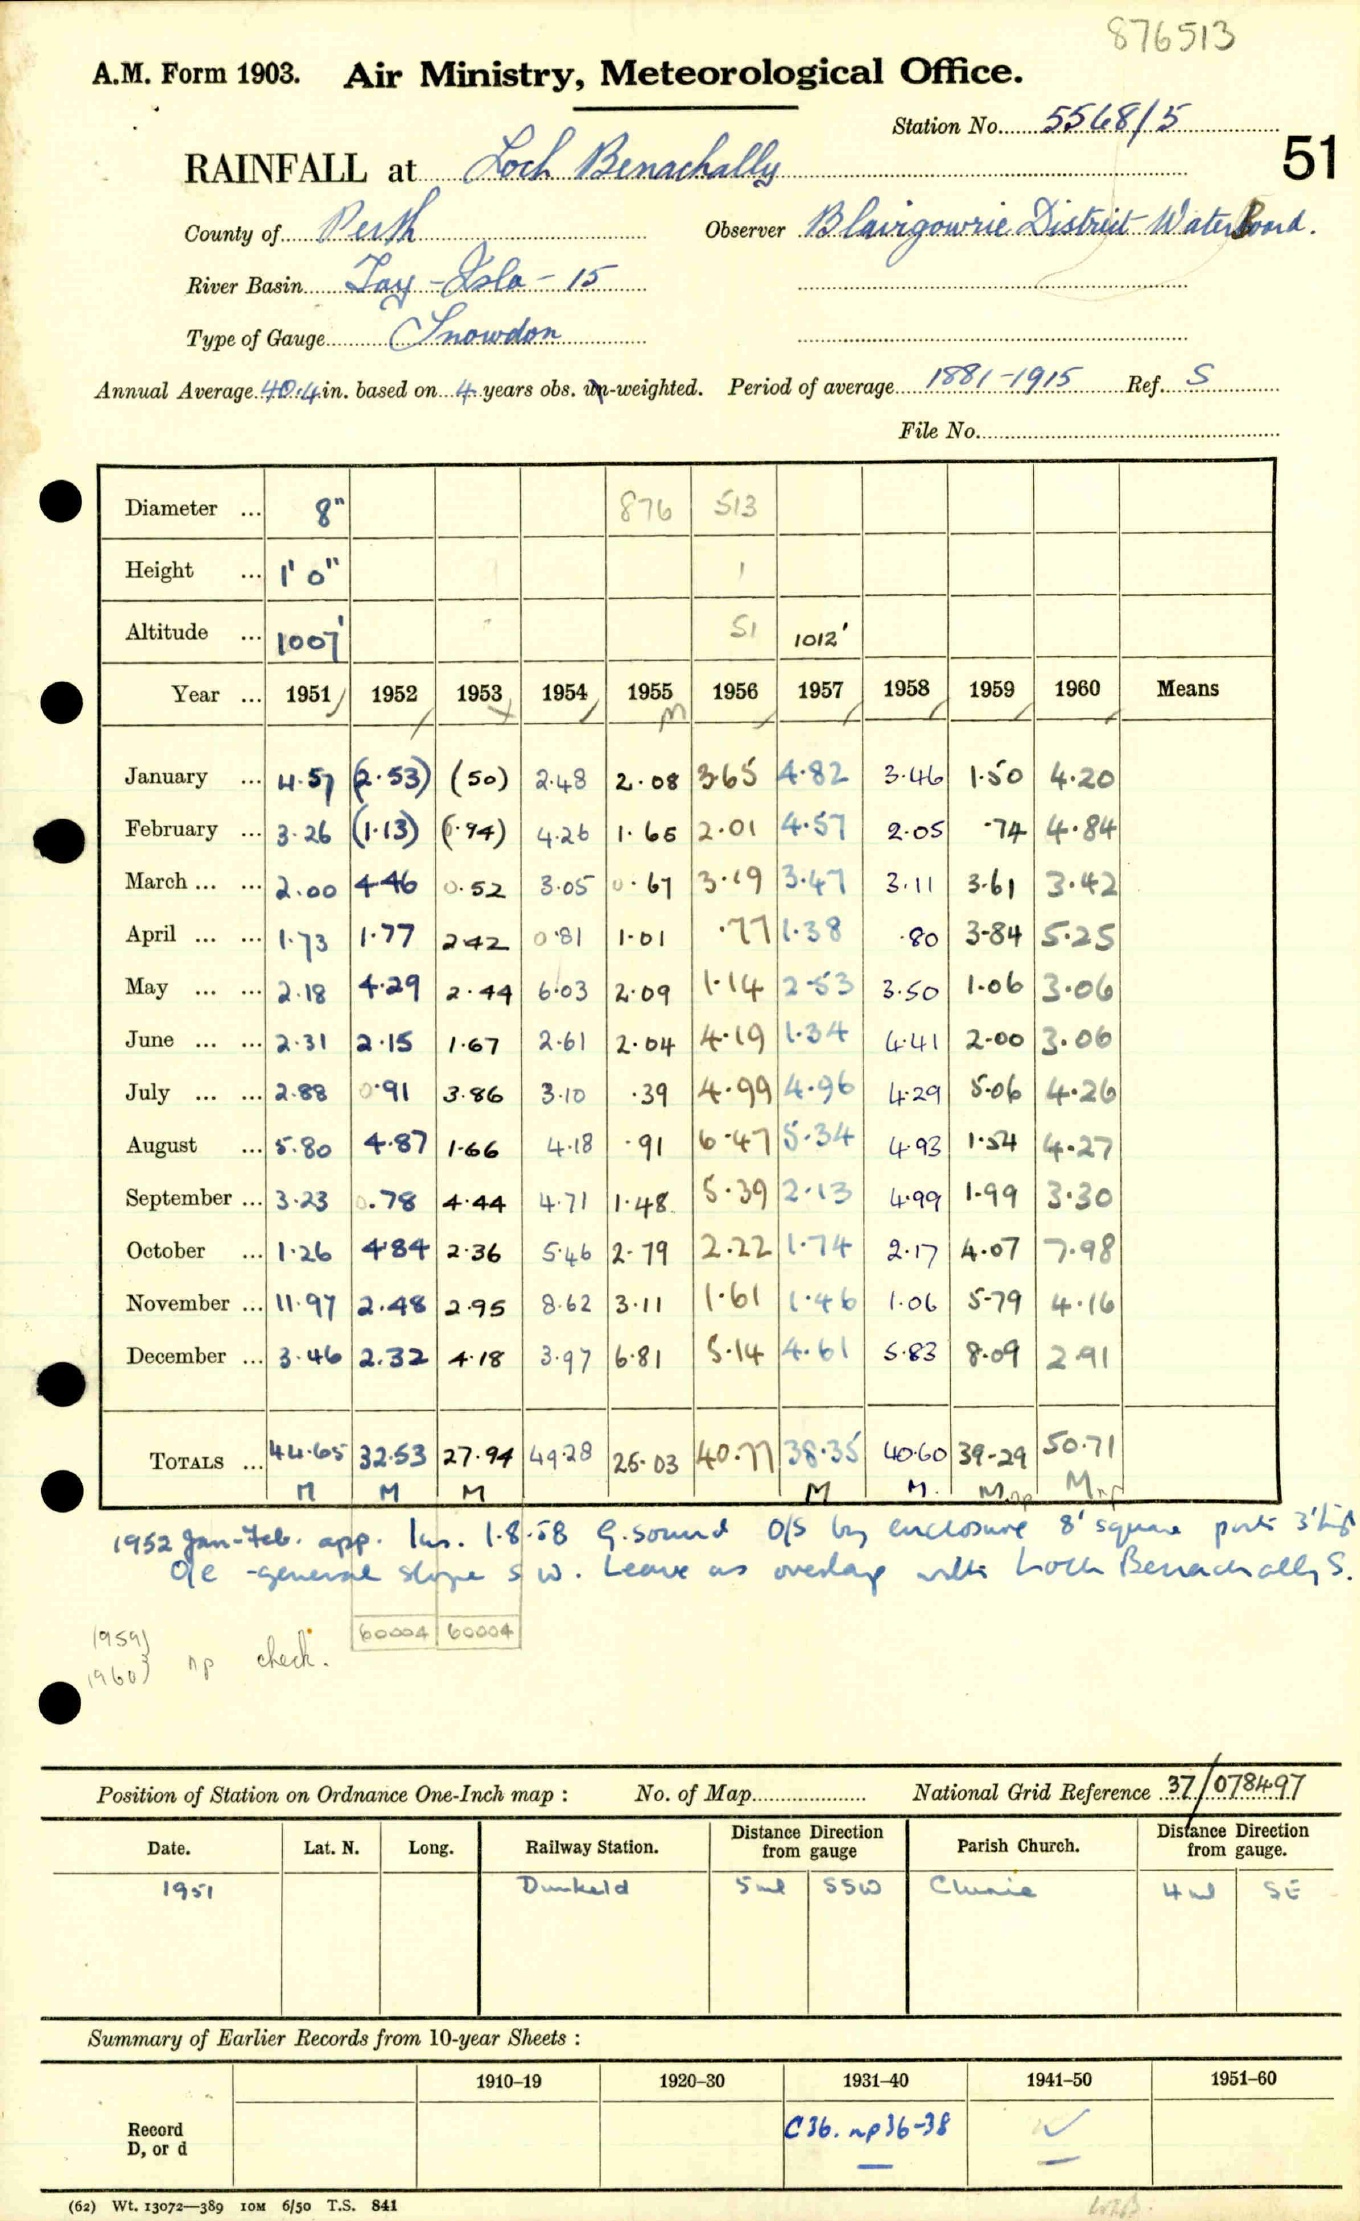 876513
A.M. Form 1903. Air Ministry, Meteorological Office.
Station No. 5568/5
51
RAINFALL at Loch Benachally
County of Perth Observer Blairgowrie District Water Board.
River Basin Tay - Isla - 15
Type of Gauge Snowdon
Annual Average 40.4 in. based on 4 years obs. un-weighted. Period of average 1881-1915 Ref. S
File No.
Diameter ... 8" 876 513
Height ... 1' 0" 1
Altitude ... 1007' 51 1012'
Year ... 1951 1952 1953 1954 1955 1956 1957 1958 1959 1960 Means
M
January ... 4.57 (2.53) (50) 2.48 2.08 3.65 4.82 3.46 1.50 4.20
February ... 3.26 (1.13) (0.94) 4.26 1.65 2.01 4.57 2.05 .74 4.84
March ... ... 2.00 4.46 0.52 3.05 0.67 3.19 3.47 3.11 3.61 3.42
April ... ... 1.73 1.77 2.42 0.81 1.01 .77 1.38 .80 3.84 5.25
May ... ... 2.18 4.29 2.44 6.03 2.09 1.14 2.53 3.50 1.06 3.06
June ... ... 2.31 2.15 1.67 2.61 2.04 4.19 1.34 4.41 2.00 3.06
July ... ... 2.88 0.91 3.86 3.10 .39 4.99 4.96 4.29 5.06 4.26
August ... 5.80 4.87 1.66 4.18 .91 6.47 5.34 4.93 1.54 4.27
September ... 3.23 0.78 4.44 4.71 1.48 5.39 2.13 4.99 1.99 3.30
October ... 1.26 4.84 2.36 5.46 2.79 2.22 1.74 2.17 4.07 7.98
November ... 11.97 2.48 2.95 8.62 3.11 1.61 1.46 1.06 5.79 4.16
December ... 3.46 2.32 4.18 3.97 6.81 5.14 4.61 5.83 8.09 2.91
TOTALS ... 44.65 32.53 27.94 49.28 25.03 40.77 38.35 40.60 39.29 50.71
M M M M M. M np M np
1952 Jan-Feb. app. Ins. 1.8.58 G. sound O/S by enclosure 8' square posts 3' high
O/e - general slope SW. Leave as overlap with Loch Benachally S.
60004 60004
1959}
1960} np check.
Position of Station on Ordnance One-Inch map : No. of Map National Grid Reference 37/078497
Date. Lat. N. Long. Railway Station. Distance Direction from gauge Parish Church. Distance Direction from gauge.
1951 Dunkeld 5 ml SSW Clunie 4 ml SE
Summary of Earlier Records from 10-year Sheets :
1910–19 1920–30 1931–40 1941–50 1951–60
Record
D, or d
C36. np36-38 ✓
(62) Wt. 13072—389 10M 6/50 T.S. 841